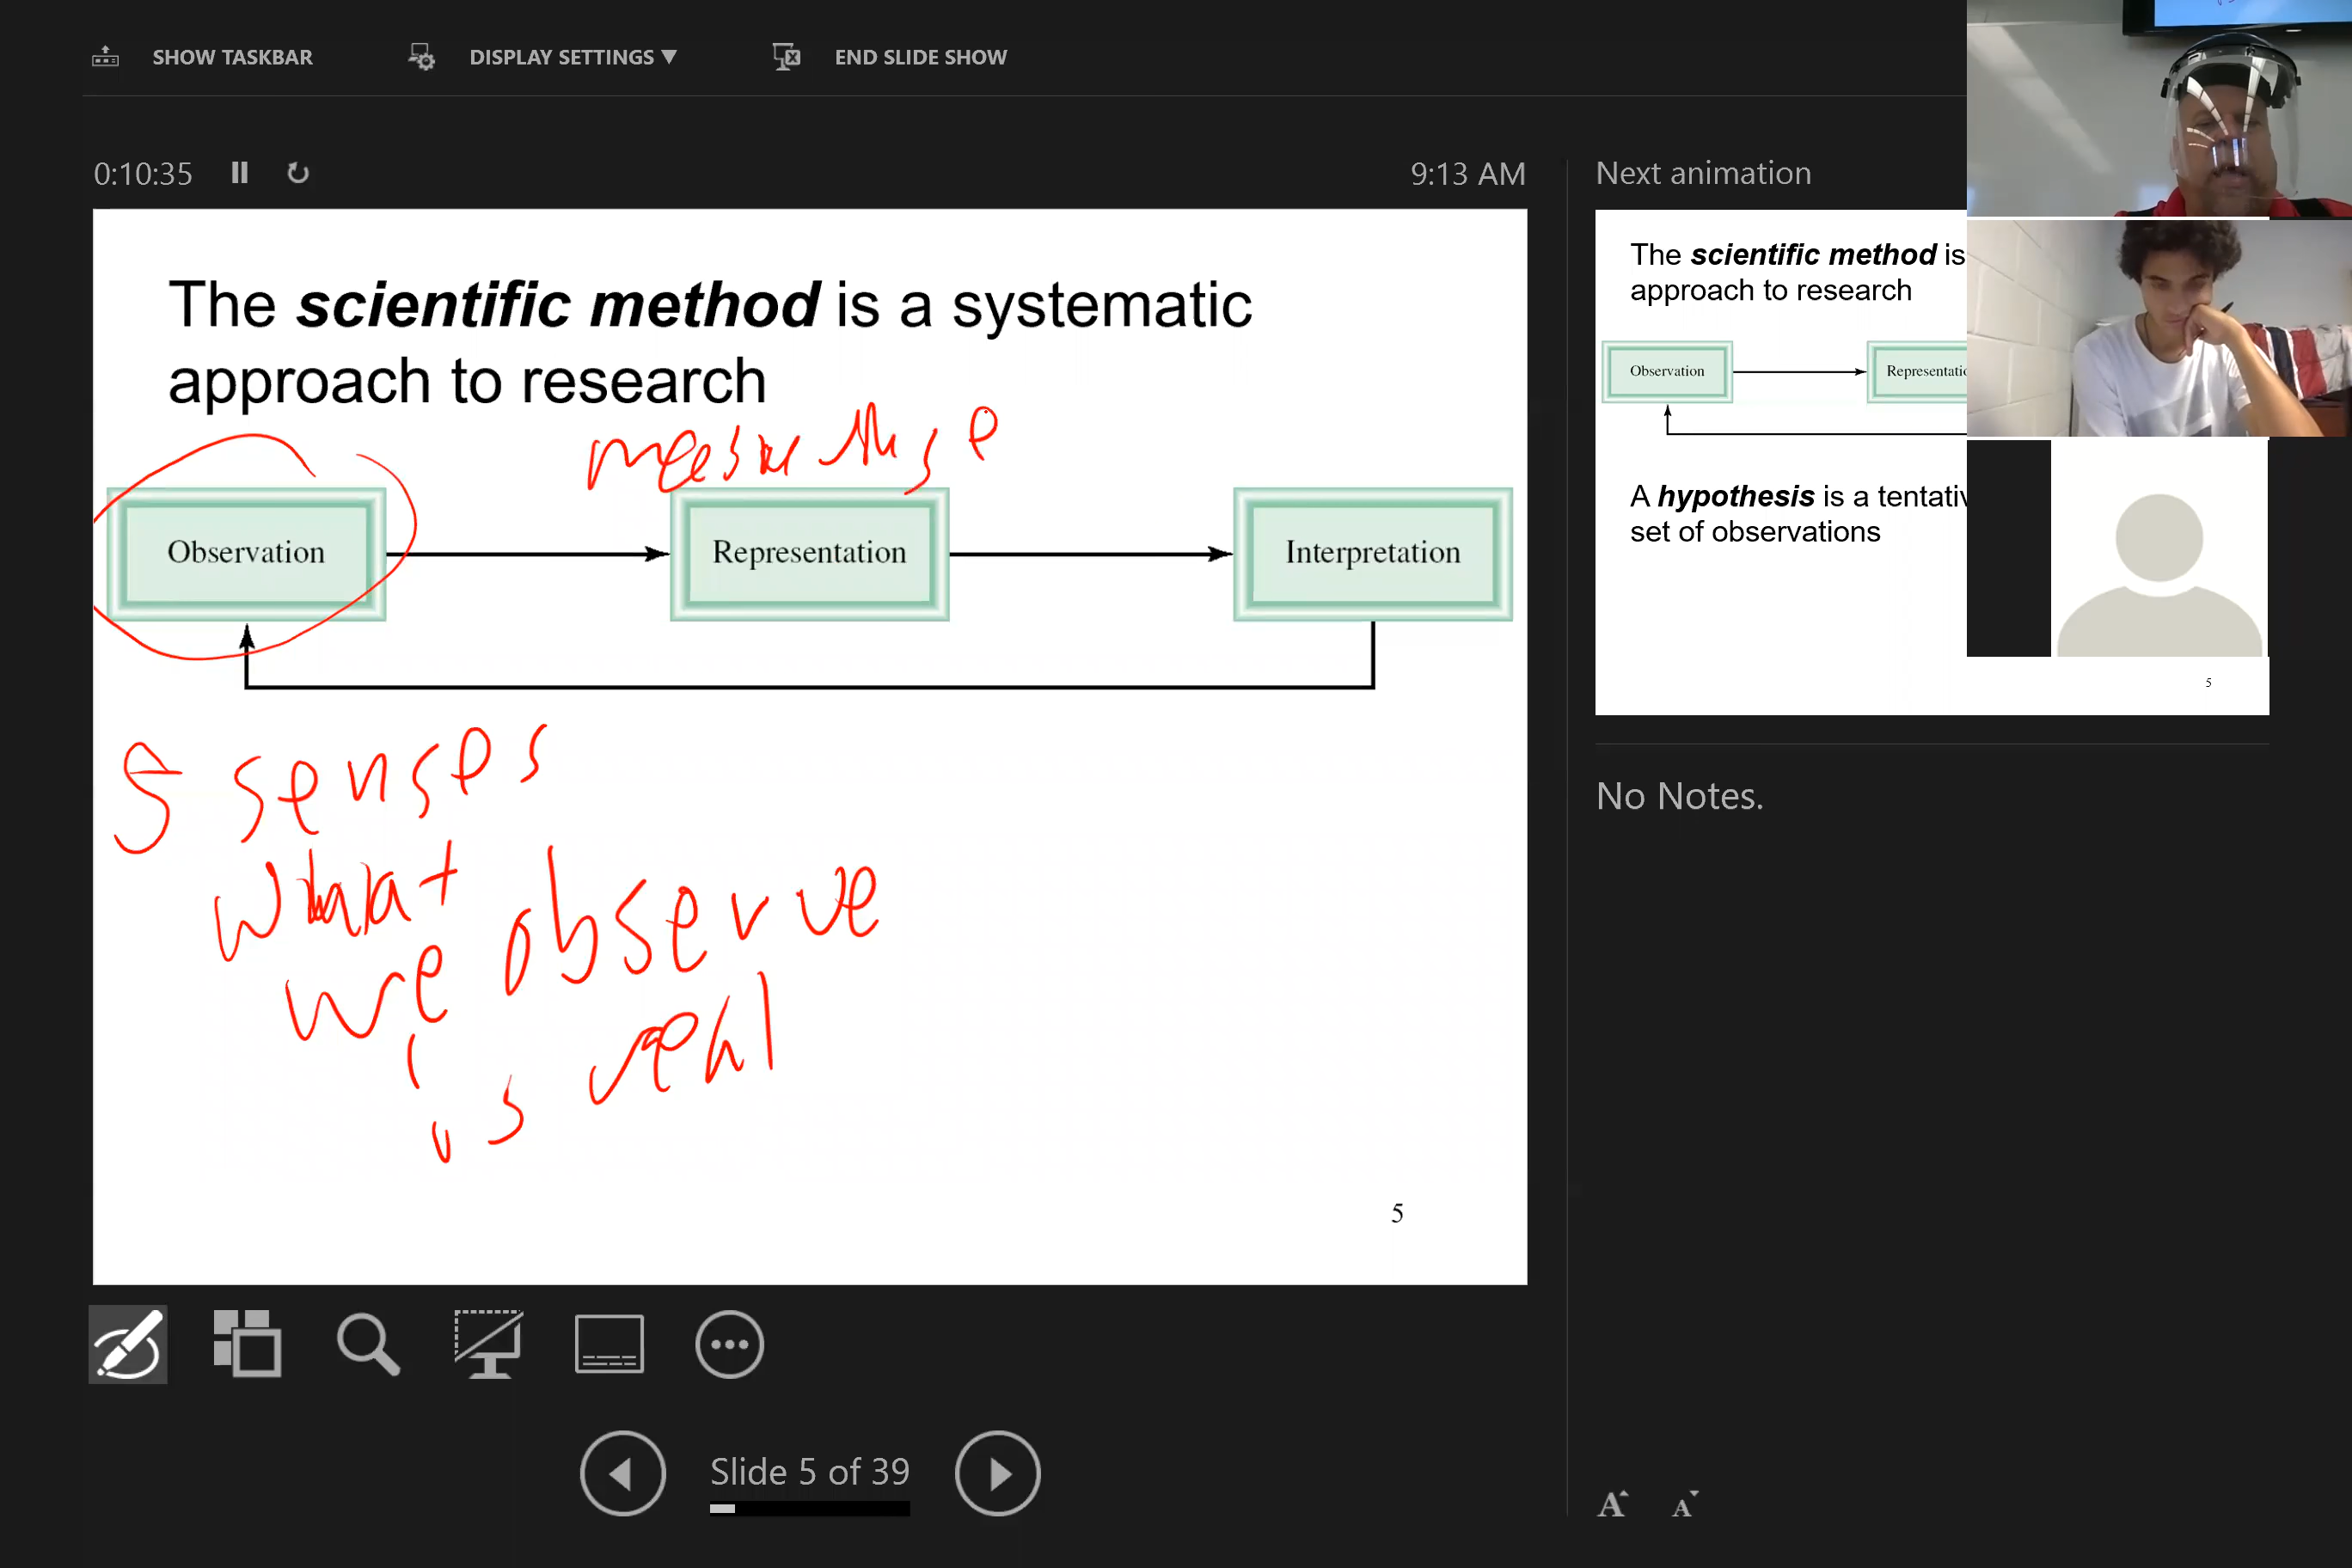 SHOW TASKBAR DISPLAY SETTINGS ▼ END SLIDE SHOW
0:10:35 9:13 AM
The scientific method is a systematic
approach to research
Observation Representation Interpretation
5 senses
what
we observe
is real
5
Slide 5 of 39
Next animation
The scientific method is
approach to research
Observation Representatio
A hypothesis is a tentativ
set of observations
5
No Notes.
A A